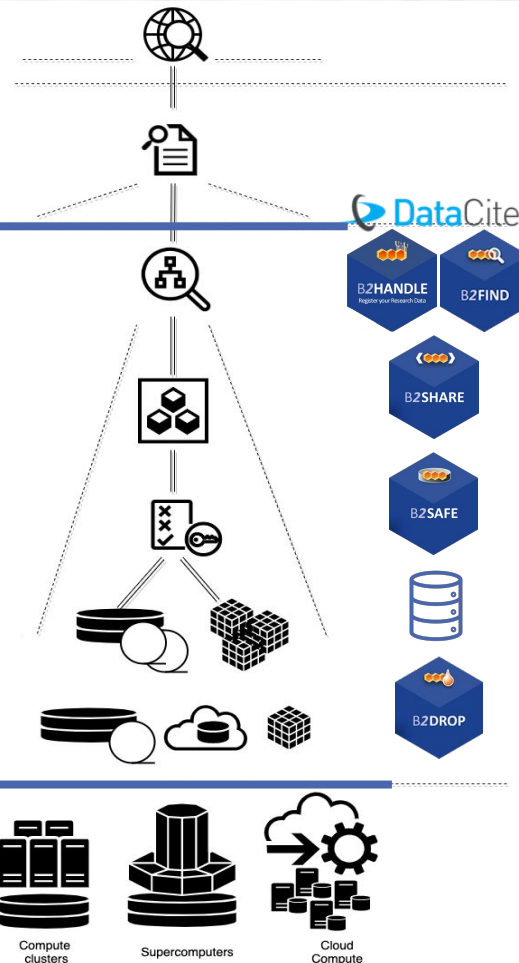 DataCite
B2HANDLE
Register your Research Data
B2FIND
B2SHARE
B2SAFE
B2DROP
Compute
clusters
Supercomputers
Cloud
Compute